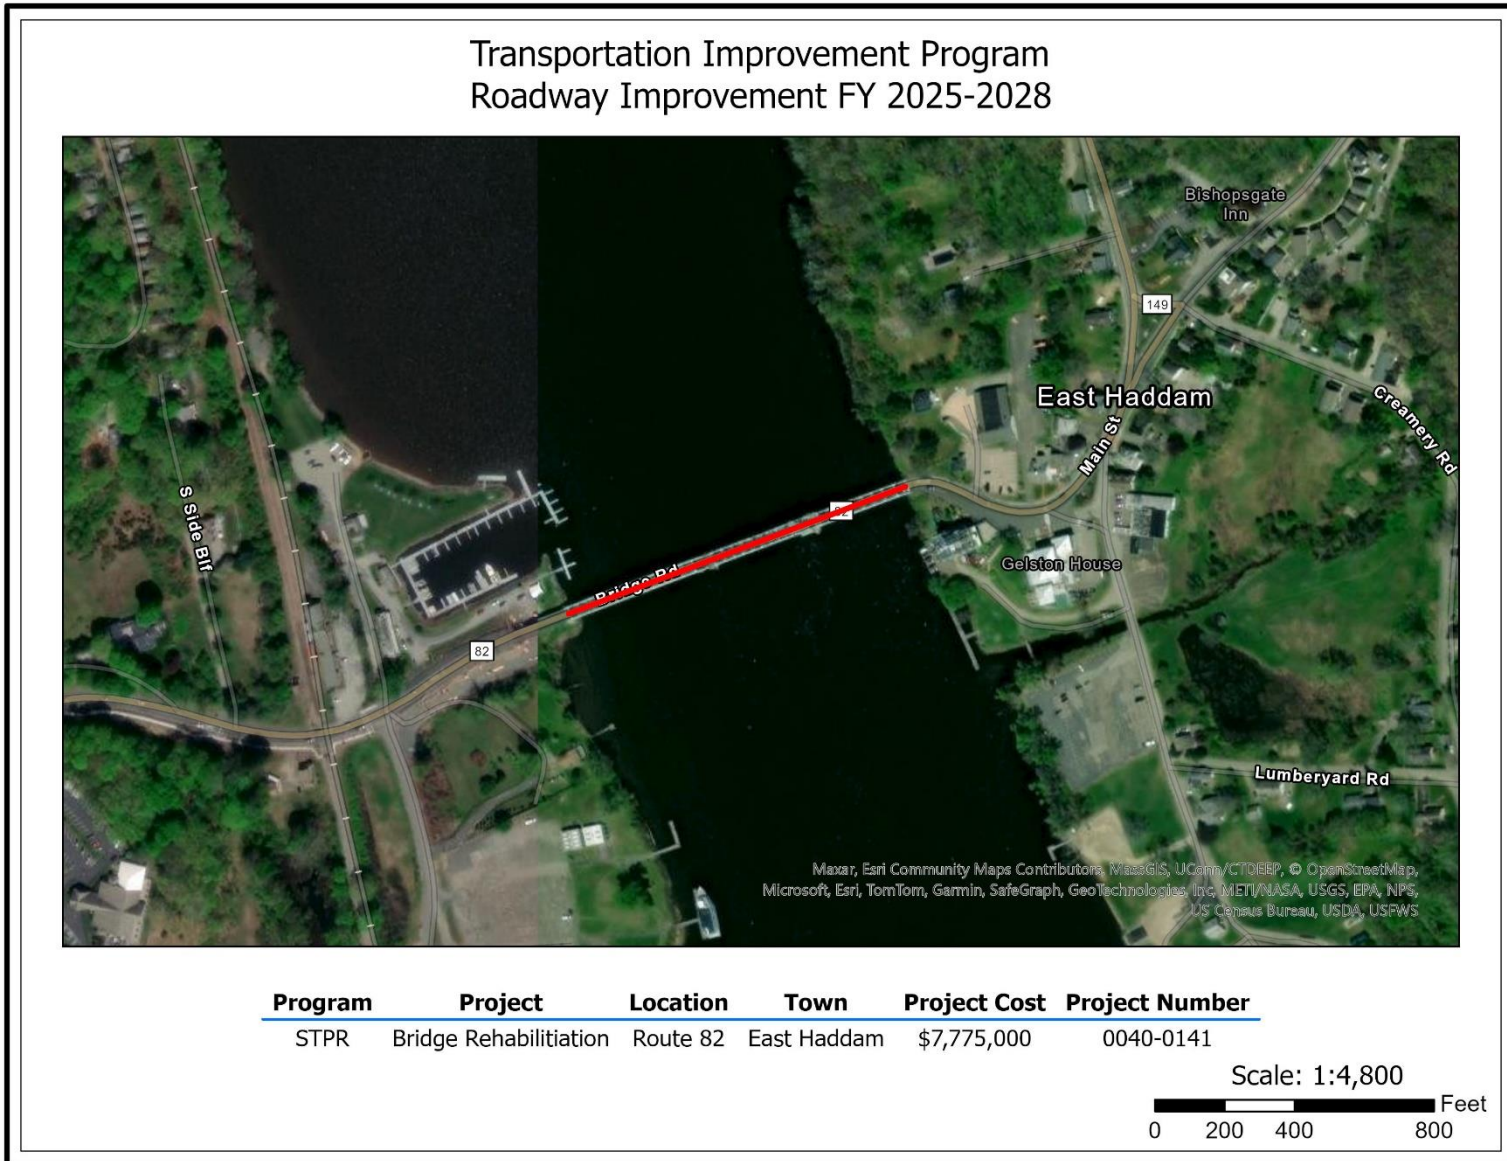 Transportation Improvement Program
Roadway Improvement FY 2025-2028
Bishopsgate
Inn
149
East Haddam
Creamery Rd
Main St
S Side Blf
82
Bridge Rd
Gelston House
82
Lumberyard Rd
Maxar, Esri Community Maps Contributors, MassGIS, UConn/CTDEEP, © OpenStreetMap,
Microsoft, Esri, TomTom, Garmin, SafeGraph, GeoTechnologies, Inc, METI/NASA, USGS, EPA, NPS,
US Census Bureau, USDA, USFWS
Program Project Location Town Project Cost Project Number
STPR Bridge Rehabilitiation Route 82 East Haddam $7,775,000 0040-0141
Scale: 1:4,800
Feet
0 200 400 800